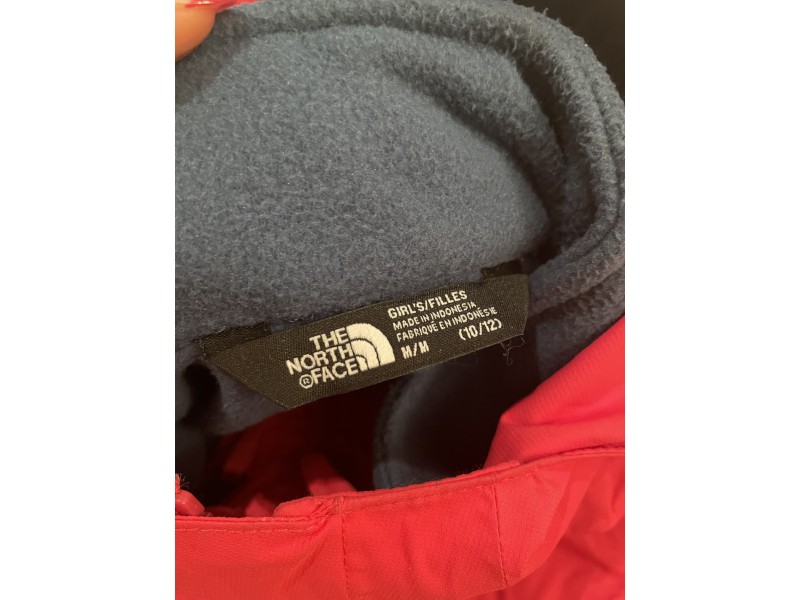 THE
NORTH
®FACE
GIRL'S/FILLES
MADE IN INDONESIA
FABRIQUÉ EN INDONÉSIE
M/M (10/12)